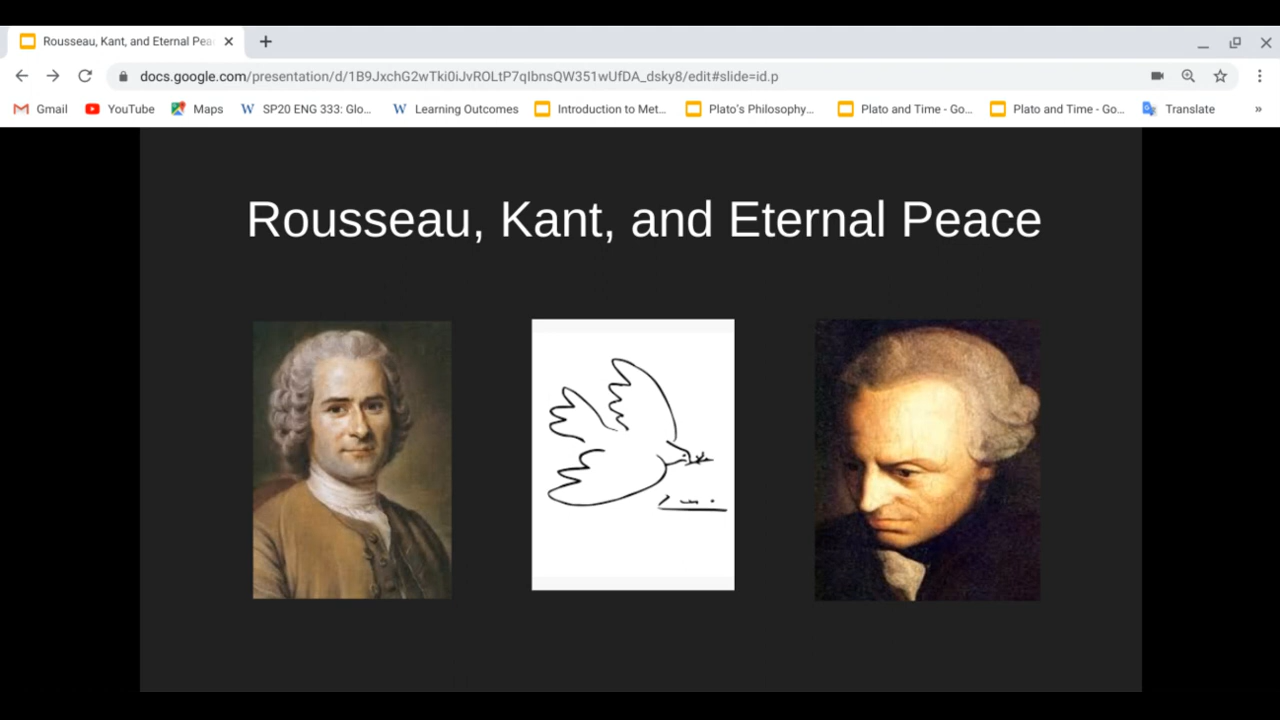 Rousseau, Kant, and Eternal Pea
docs.google.com/presentation/d/1B9JxchG2wTki0iJvROLtP7qIbnsQW351wUfDA_dsky8/edit#slide=id.p
Gmail YouTube Maps SP20 ENG 333: Glo... Learning Outcomes Introduction to Met... Plato's Philosophy... Plato and Time - Go... Plato and Time - Go... Translate »
Rousseau, Kant, and Eternal Peace